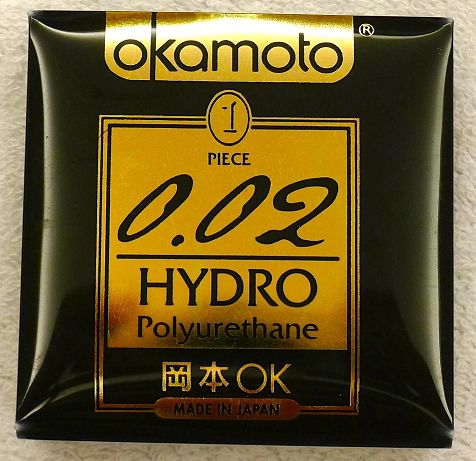 okamoto®
1
PIECE
0.02
HYDRO
Polyurethane
岡本OK
MADE IN JAPAN